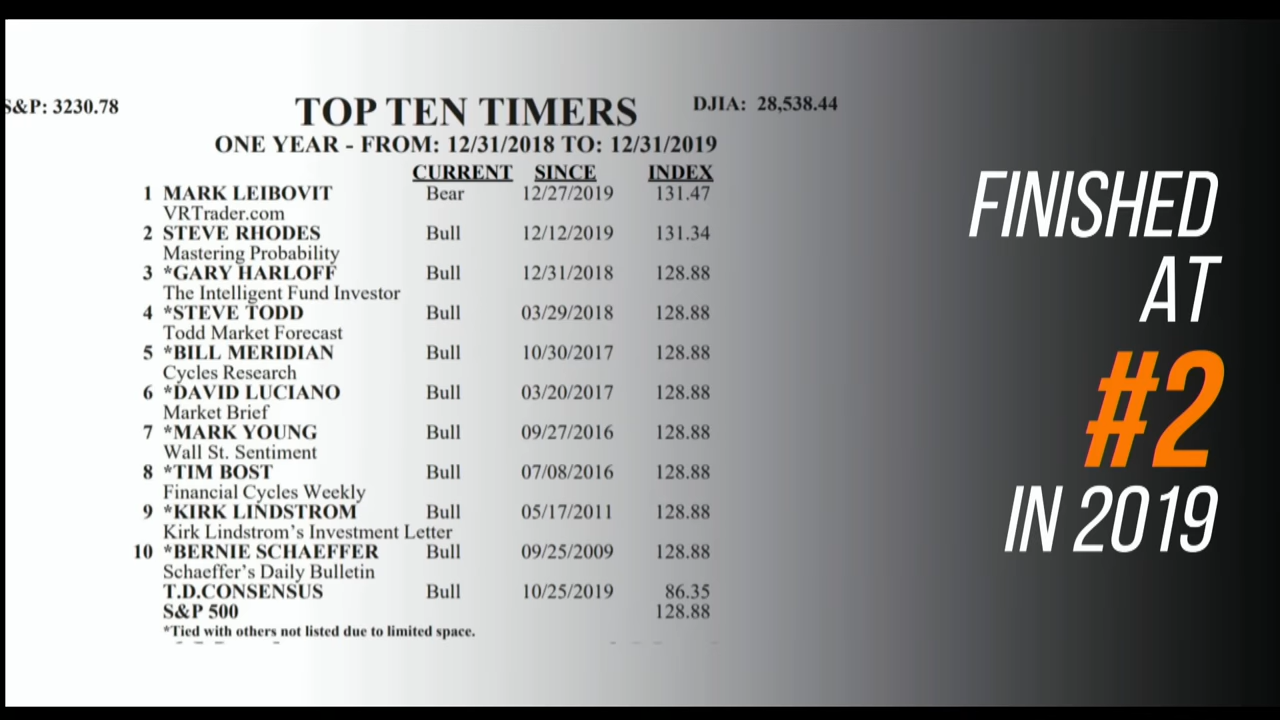 S&P: 3230.78
TOP TEN TIMERS
DJIA: 28,538.44
ONE YEAR - FROM: 12/31/2018 TO: 12/31/2019
CURRENT SINCE INDEX
1 MARK LEIBOVIT Bear 12/27/2019 131.47
VRTrader.com
2 STEVE RHODES Bull 12/12/2019 131.34
Mastering Probability
3 *GARY HARLOFF Bull 12/31/2018 128.88
The Intelligent Fund Investor
4 *STEVE TODD Bull 03/29/2018 128.88
Todd Market Forecast
5 *BILL MERIDIAN Bull 10/30/2017 128.88
Cycles Research
6 *DAVID LUCIANO Bull 03/20/2017 128.88
Market Brief
7 *MARK YOUNG Bull 09/27/2016 128.88
Wall St. Sentiment
8 *TIM BOST Bull 07/08/2016 128.88
Financial Cycles Weekly
9 *KIRK LINDSTROM Bull 05/17/2011 128.88
Kirk Lindstrom's Investment Letter
10 *BERNIE SCHAEFFER Bull 09/25/2009 128.88
Schaeffer's Daily Bulletin
T.D.CONSENSUS Bull 10/25/2019 86.35
S&P 500 128.88
*Tied with others not listed due to limited space.
FINISHED
AT
#2
IN 2019